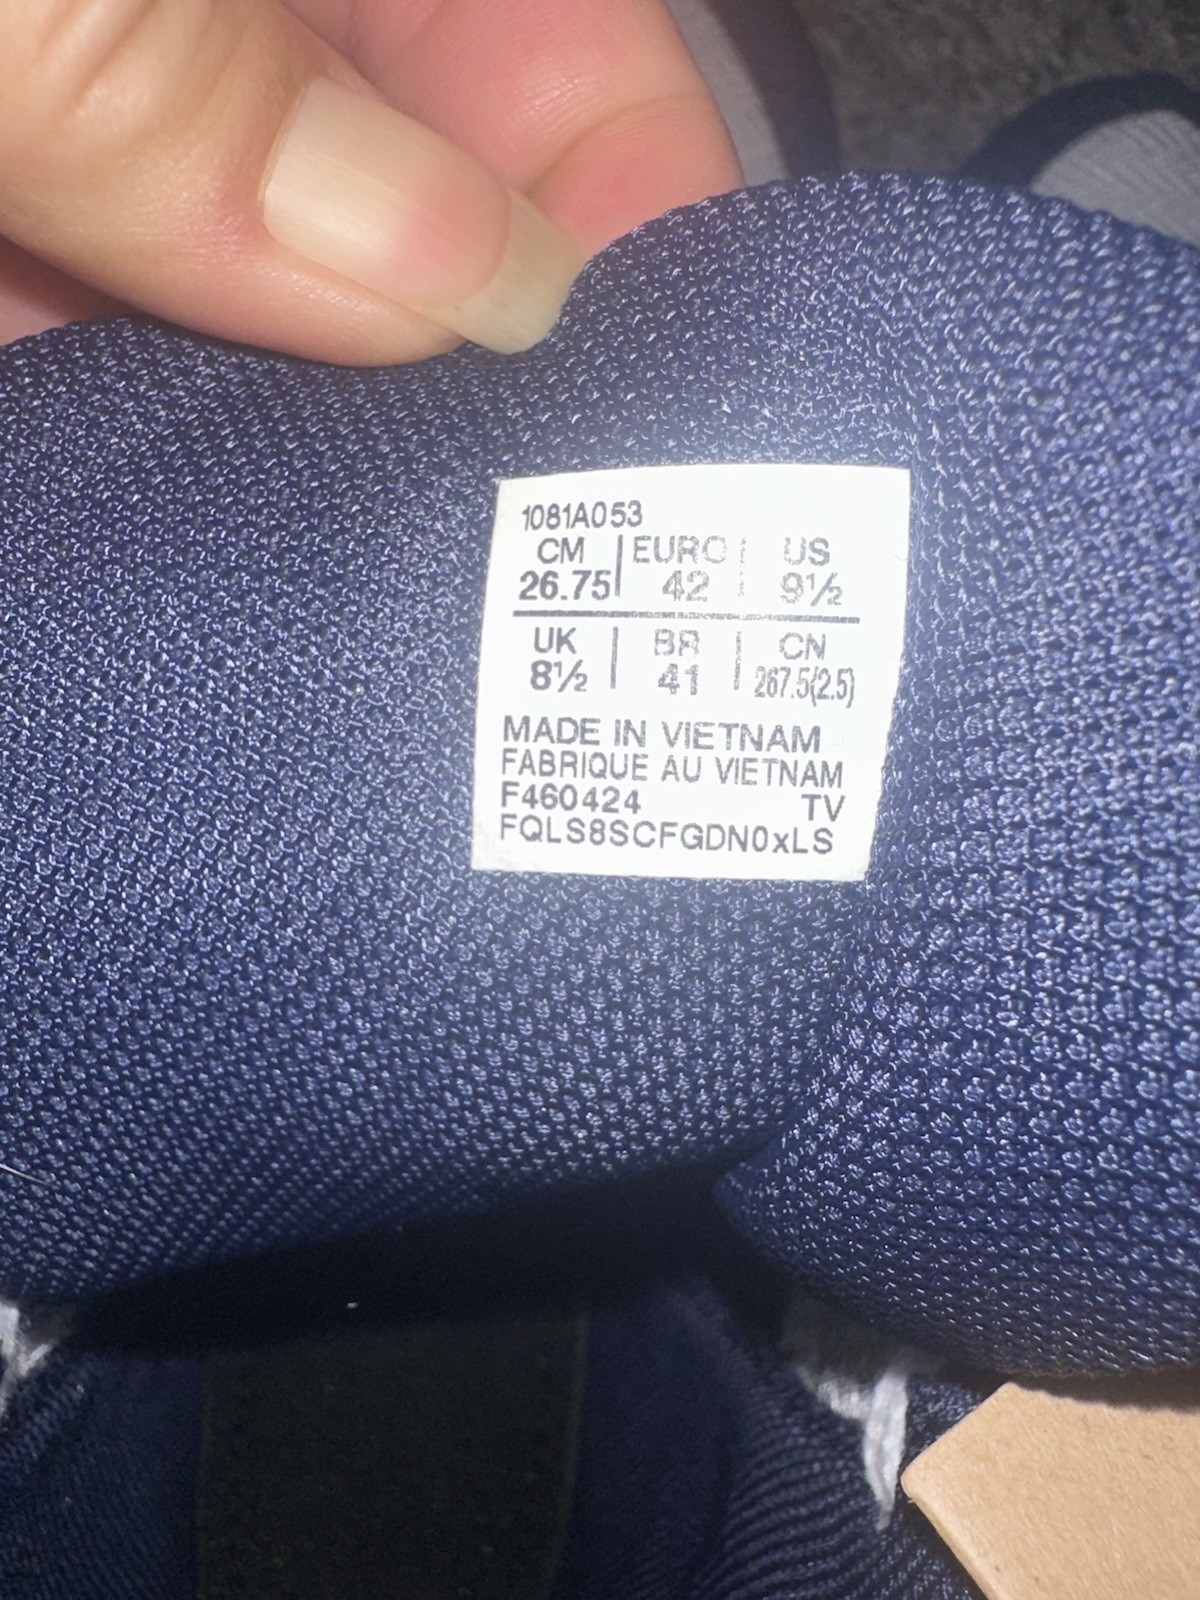 1081A053
CM EURO US
26.75 42 9½
UK BR CN
8½ 41 267.5(2.5)
MADE IN VIETNAM
FABRIQUE AU VIETNAM
F460424 TV
FQLS8SCFGDN0xLS